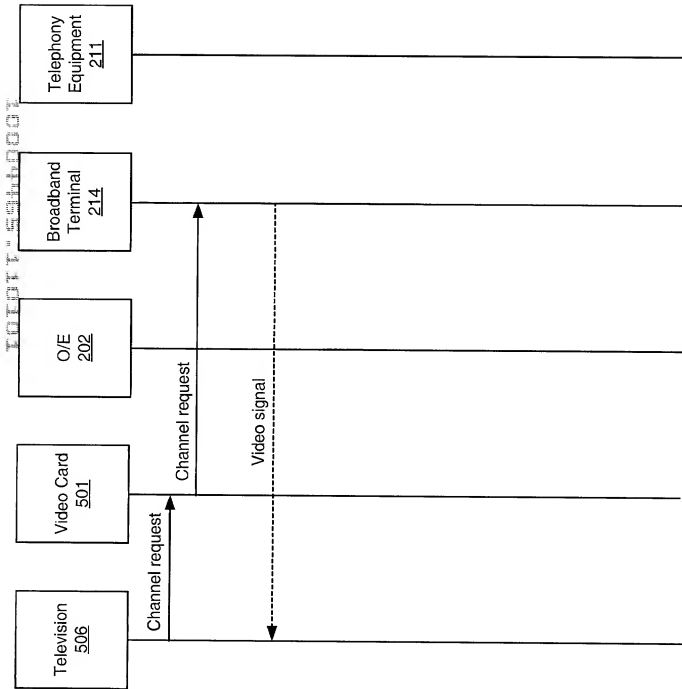 Television
506
Video Card
501
O/E
202
Broadband
Terminal
214
Telephony
Equipment
211
Channel request
Channel request
Video signal